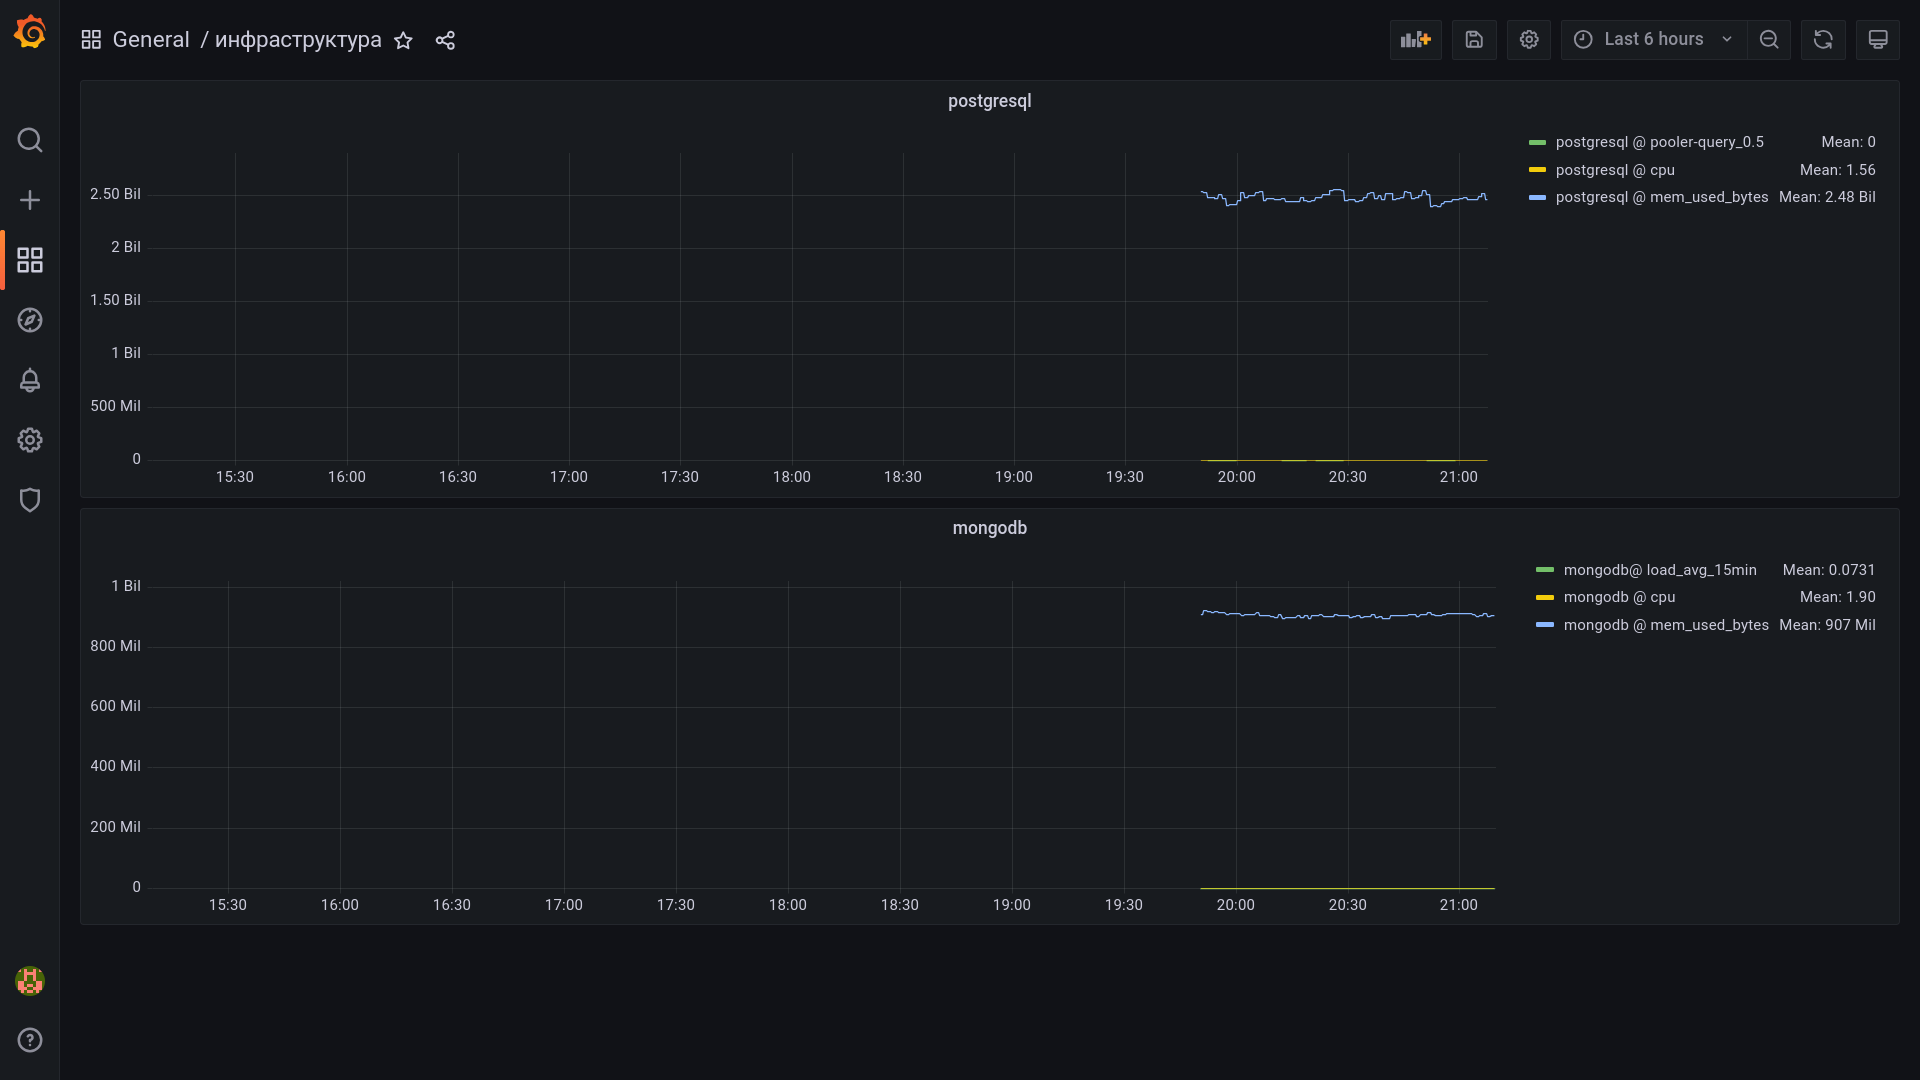 General / инфраструктура
Last 6 hours
postgresql
2.50 Bil
2 Bil
1.50 Bil
1 Bil
500 Mil
0
15:30 16:00 16:30 17:00 17:30 18:00 18:30 19:00 19:30 20:00 20:30 21:00
postgresql @ pooler-query_0.5 Mean: 0
postgresql @ cpu Mean: 1.56
postgresql @ mem_used_bytes Mean: 2.48 Bil
mongodb
1 Bil
800 Mil
600 Mil
400 Mil
200 Mil
0
15:30 16:00 16:30 17:00 17:30 18:00 18:30 19:00 19:30 20:00 20:30 21:00
mongodb@ load_avg_15min Mean: 0.0731
mongodb @ cpu Mean: 1.90
mongodb @ mem_used_bytes Mean: 907 Mil